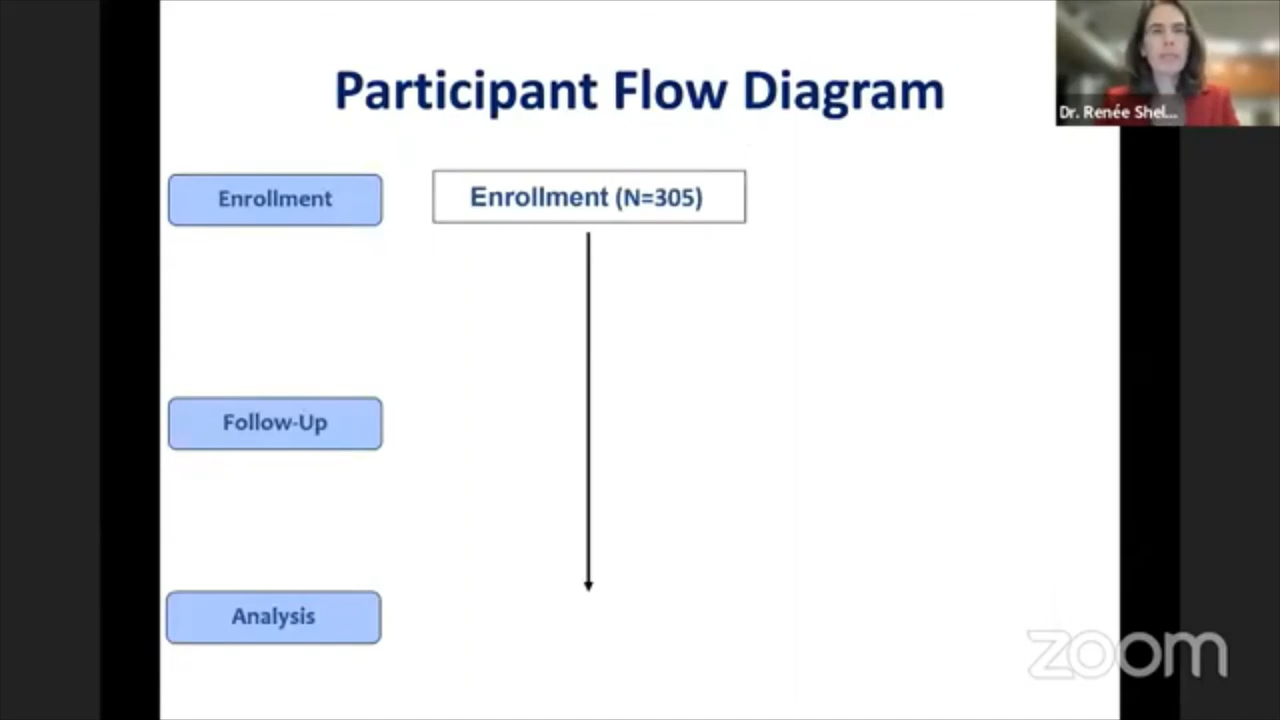 Participant Flow Diagram
Dr. Renée Shel...
Enrollment
Enrollment (N=305)
Follow-Up
Analysis
zoom